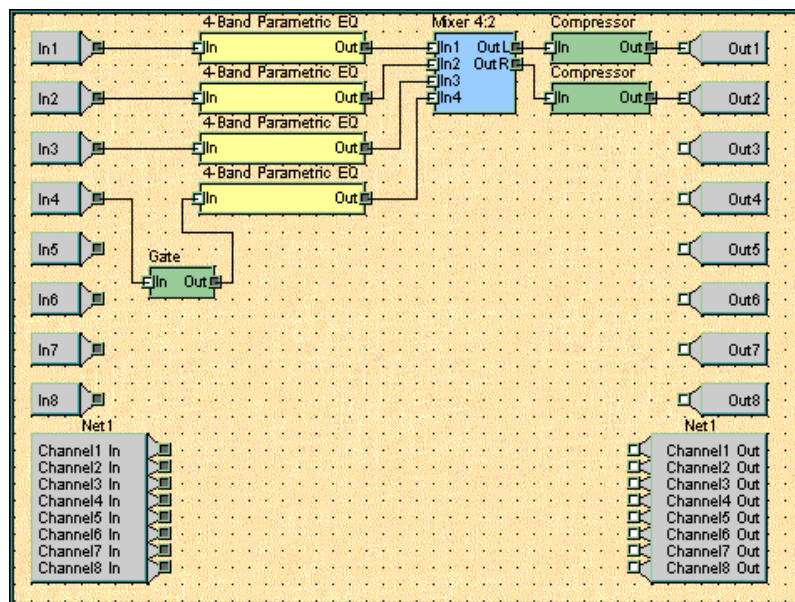 4-Band Parametric EQ
Mixer 4:2
Compressor
In1
In Out
In1 OutL
In Out
Out1
4-Band Parametric EQ
In2 OutR
Compressor
In2
In Out
In3
In4
In Out
Out2
4-Band Parametric EQ
In3
In Out
Out3
4-Band Parametric EQ
In4
In Out
Out4
In5
Gate
Out5
In Out
In6
Out6
In7
Out7
In8
Out8
Net1
Channel1 In
Channel2 In
Channel3 In
Channel4 In
Channel5 In
Channel6 In
Channel7 In
Channel8 In
Net1
Channel1 Out
Channel2 Out
Channel3 Out
Channel4 Out
Channel5 Out
Channel6 Out
Channel7 Out
Channel8 Out